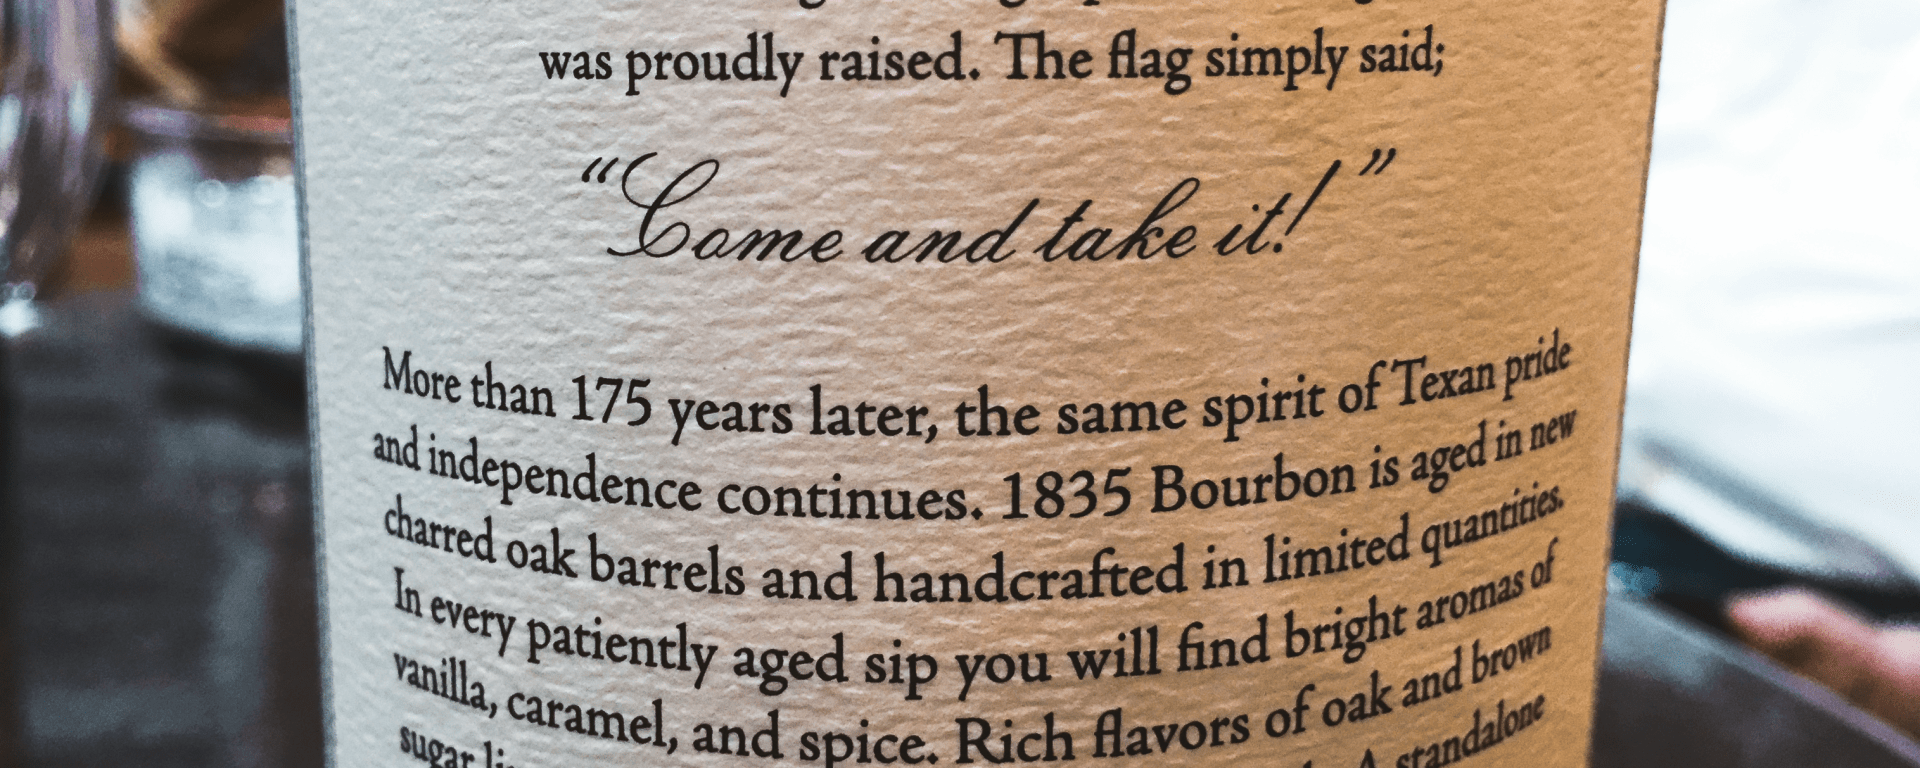 was proudly raised. The flag simply said;
“Come and take it!”
More than 175 years later, the same spirit of Texan pride
and independence continues. 1835 Bourbon is aged in new
charred oak barrels and handcrafted in limited quantities.
In every patiently aged sip you will find bright aromas of
vanilla, caramel, and spice. Rich flavors of oak and brown
sugar A standalone